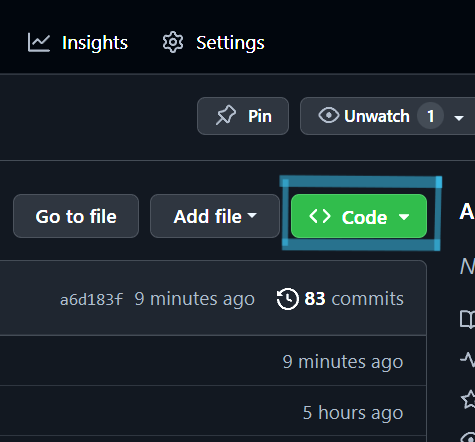 Insights Settings
Pin Unwatch 1
Go to file Add file <> Code
A
N
a6d183f 9 minutes ago 83 commits
9 minutes ago
5 hours ago